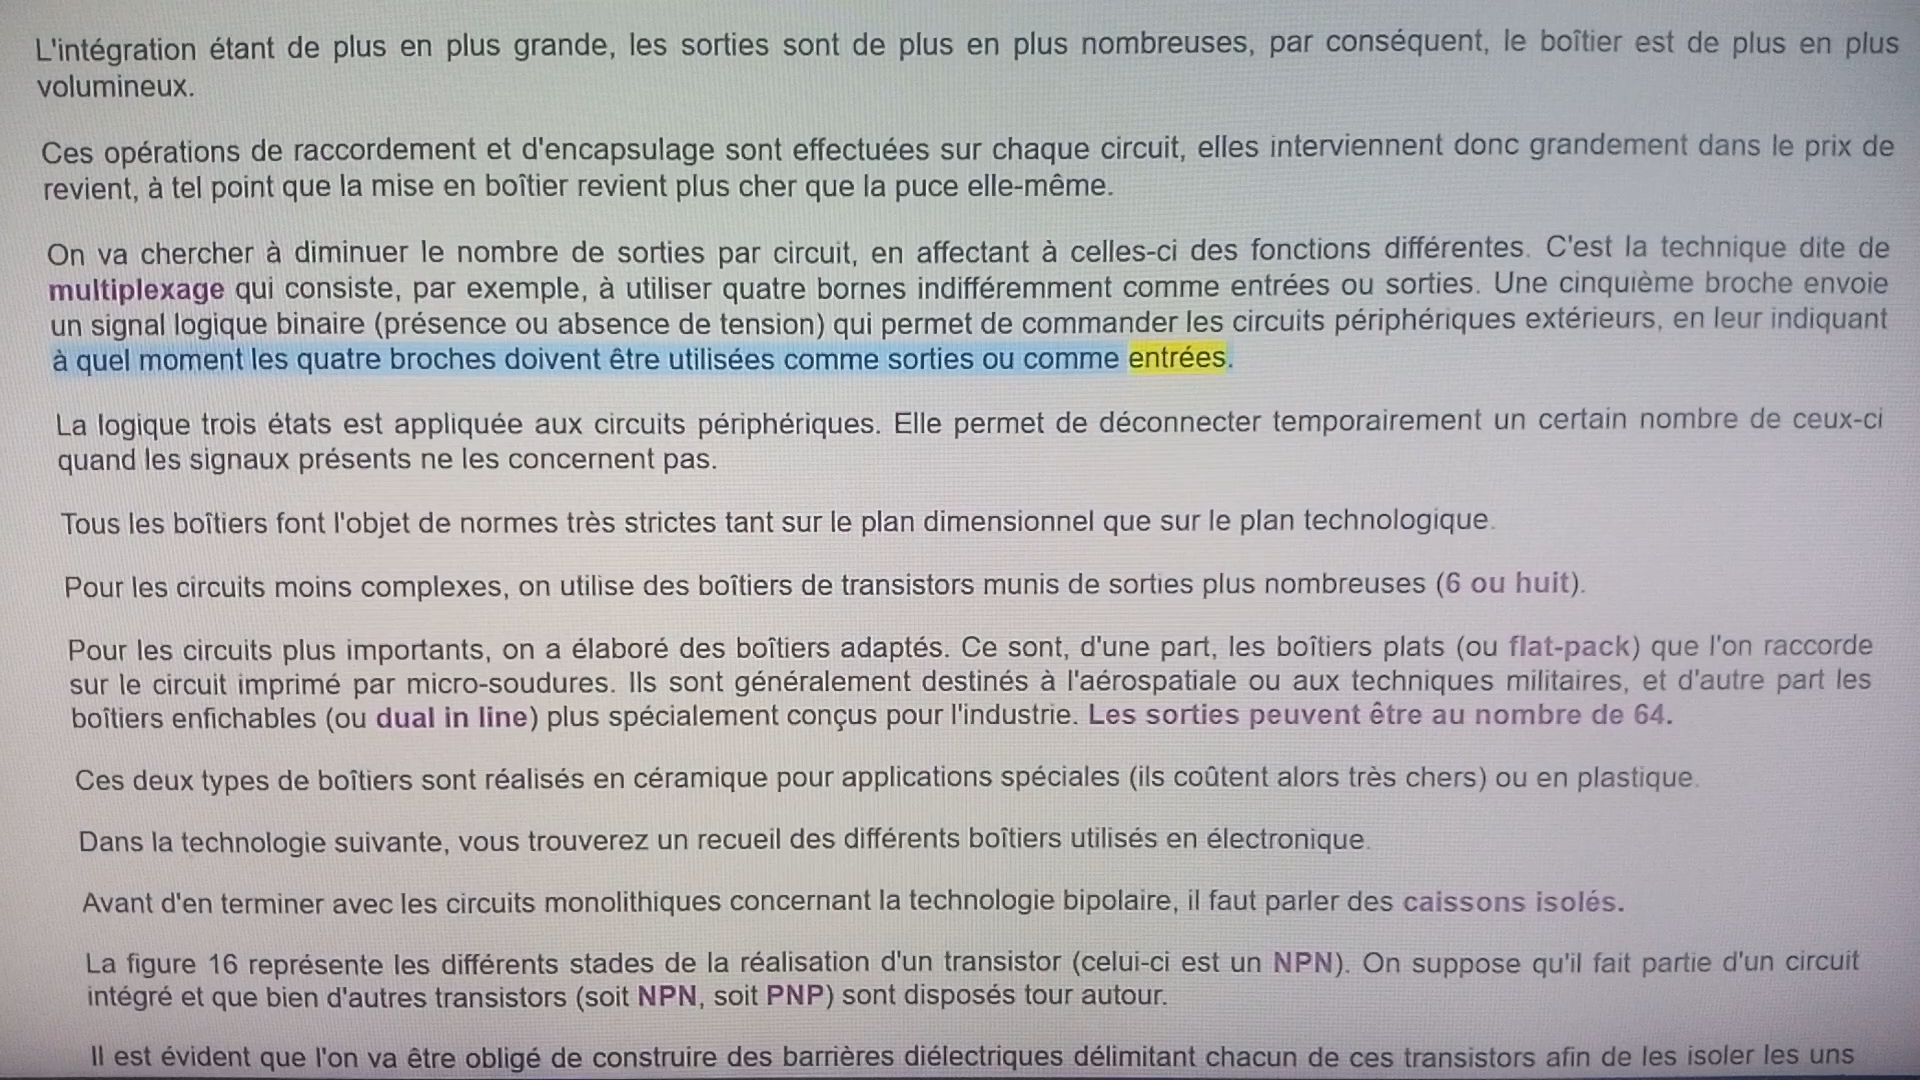 L'intégration étant de plus en plus grande, les sorties sont de plus en plus nombreuses, par conséquent, le boîtier est de plus en plus
volumineux.
Ces opérations de raccordement et d'encapsulage sont effectuées sur chaque circuit, elles interviennent donc grandement dans le prix de
revient, à tel point que la mise en boîtier revient plus cher que la puce elle-même.
On va chercher à diminuer le nombre de sorties par circuit, en affectant à celles-ci des fonctions différentes. C'est la technique dite de
multiplexage qui consiste, par exemple, à utiliser quatre bornes indifféremment comme entrées ou sorties. Une cinquième broche envoie
un signal logique binaire (présence ou absence de tension) qui permet de commander les circuits périphériques extérieurs, en leur indiquant
à quel moment les quatre broches doivent être utilisées comme sorties ou comme entrées.
La logique trois états est appliquée aux circuits périphériques. Elle permet de déconnecter temporairement un certain nombre de ceux-ci
quand les signaux présents ne les concernent pas.
Tous les boîtiers font l'objet de normes très strictes tant sur le plan dimensionnel que sur le plan technologique.
Pour les circuits moins complexes, on utilise des boîtiers de transistors munis de sorties plus nombreuses (6 ou huit).
Pour les circuits plus importants, on a élaboré des boîtiers adaptés. Ce sont, d'une part, les boîtiers plats (ou flat-pack) que l'on raccorde
sur le circuit imprimé par micro-soudures. Ils sont généralement destinés à l'aérospatiale ou aux techniques militaires, et d'autre part les
boîtiers enfichables (ou dual in line) plus spécialement conçus pour l'industrie. Les sorties peuvent être au nombre de 64.
Ces deux types de boîtiers sont réalisés en céramique pour applications spéciales (ils coûtent alors très chers) ou en plastique.
Dans la technologie suivante, vous trouverez un recueil des différents boîtiers utilisés en électronique.
Avant d'en terminer avec les circuits monolithiques concernant la technologie bipolaire, il faut parler des caissons isolés.
La figure 16 représente les différents stades de la réalisation d'un transistor (celui-ci est un NPN). On suppose qu'il fait partie d'un circuit
intégré et que bien d'autres transistors (soit NPN, soit PNP) sont disposés tour autour.
Il est évident que l'on va être obligé de construire des barrières diélectriques délimitant chacun de ces transistors afin de les isoler les uns